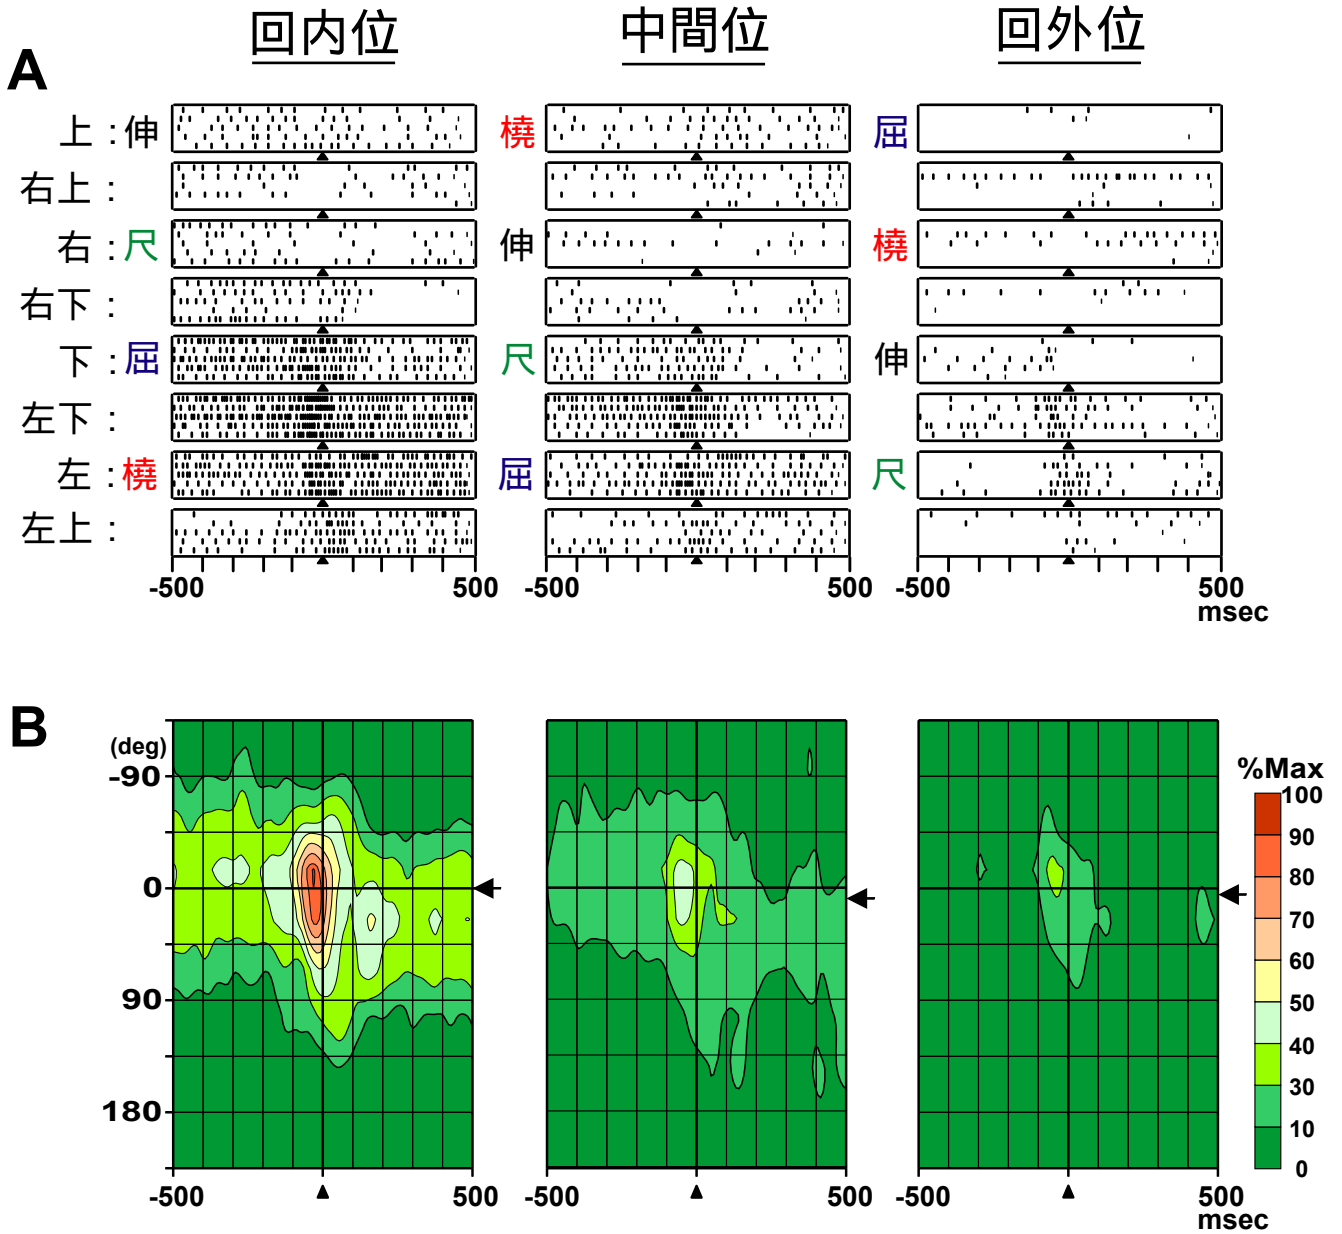 回内位 中間位 回外位
A
上 : 伸 橈 屈
右上 :
右 : 尺 伸 橈
右下 :
下 : 屈 尺 伸
左下 :
左 : 橈 屈 尺
左上 :
-500 500 -500 500 -500 500
msec
B
(deg)
-90
0
90
180
%Max
100
90
80
70
60
50
40
30
10
0
-500 500 -500 500 -500 500
msec